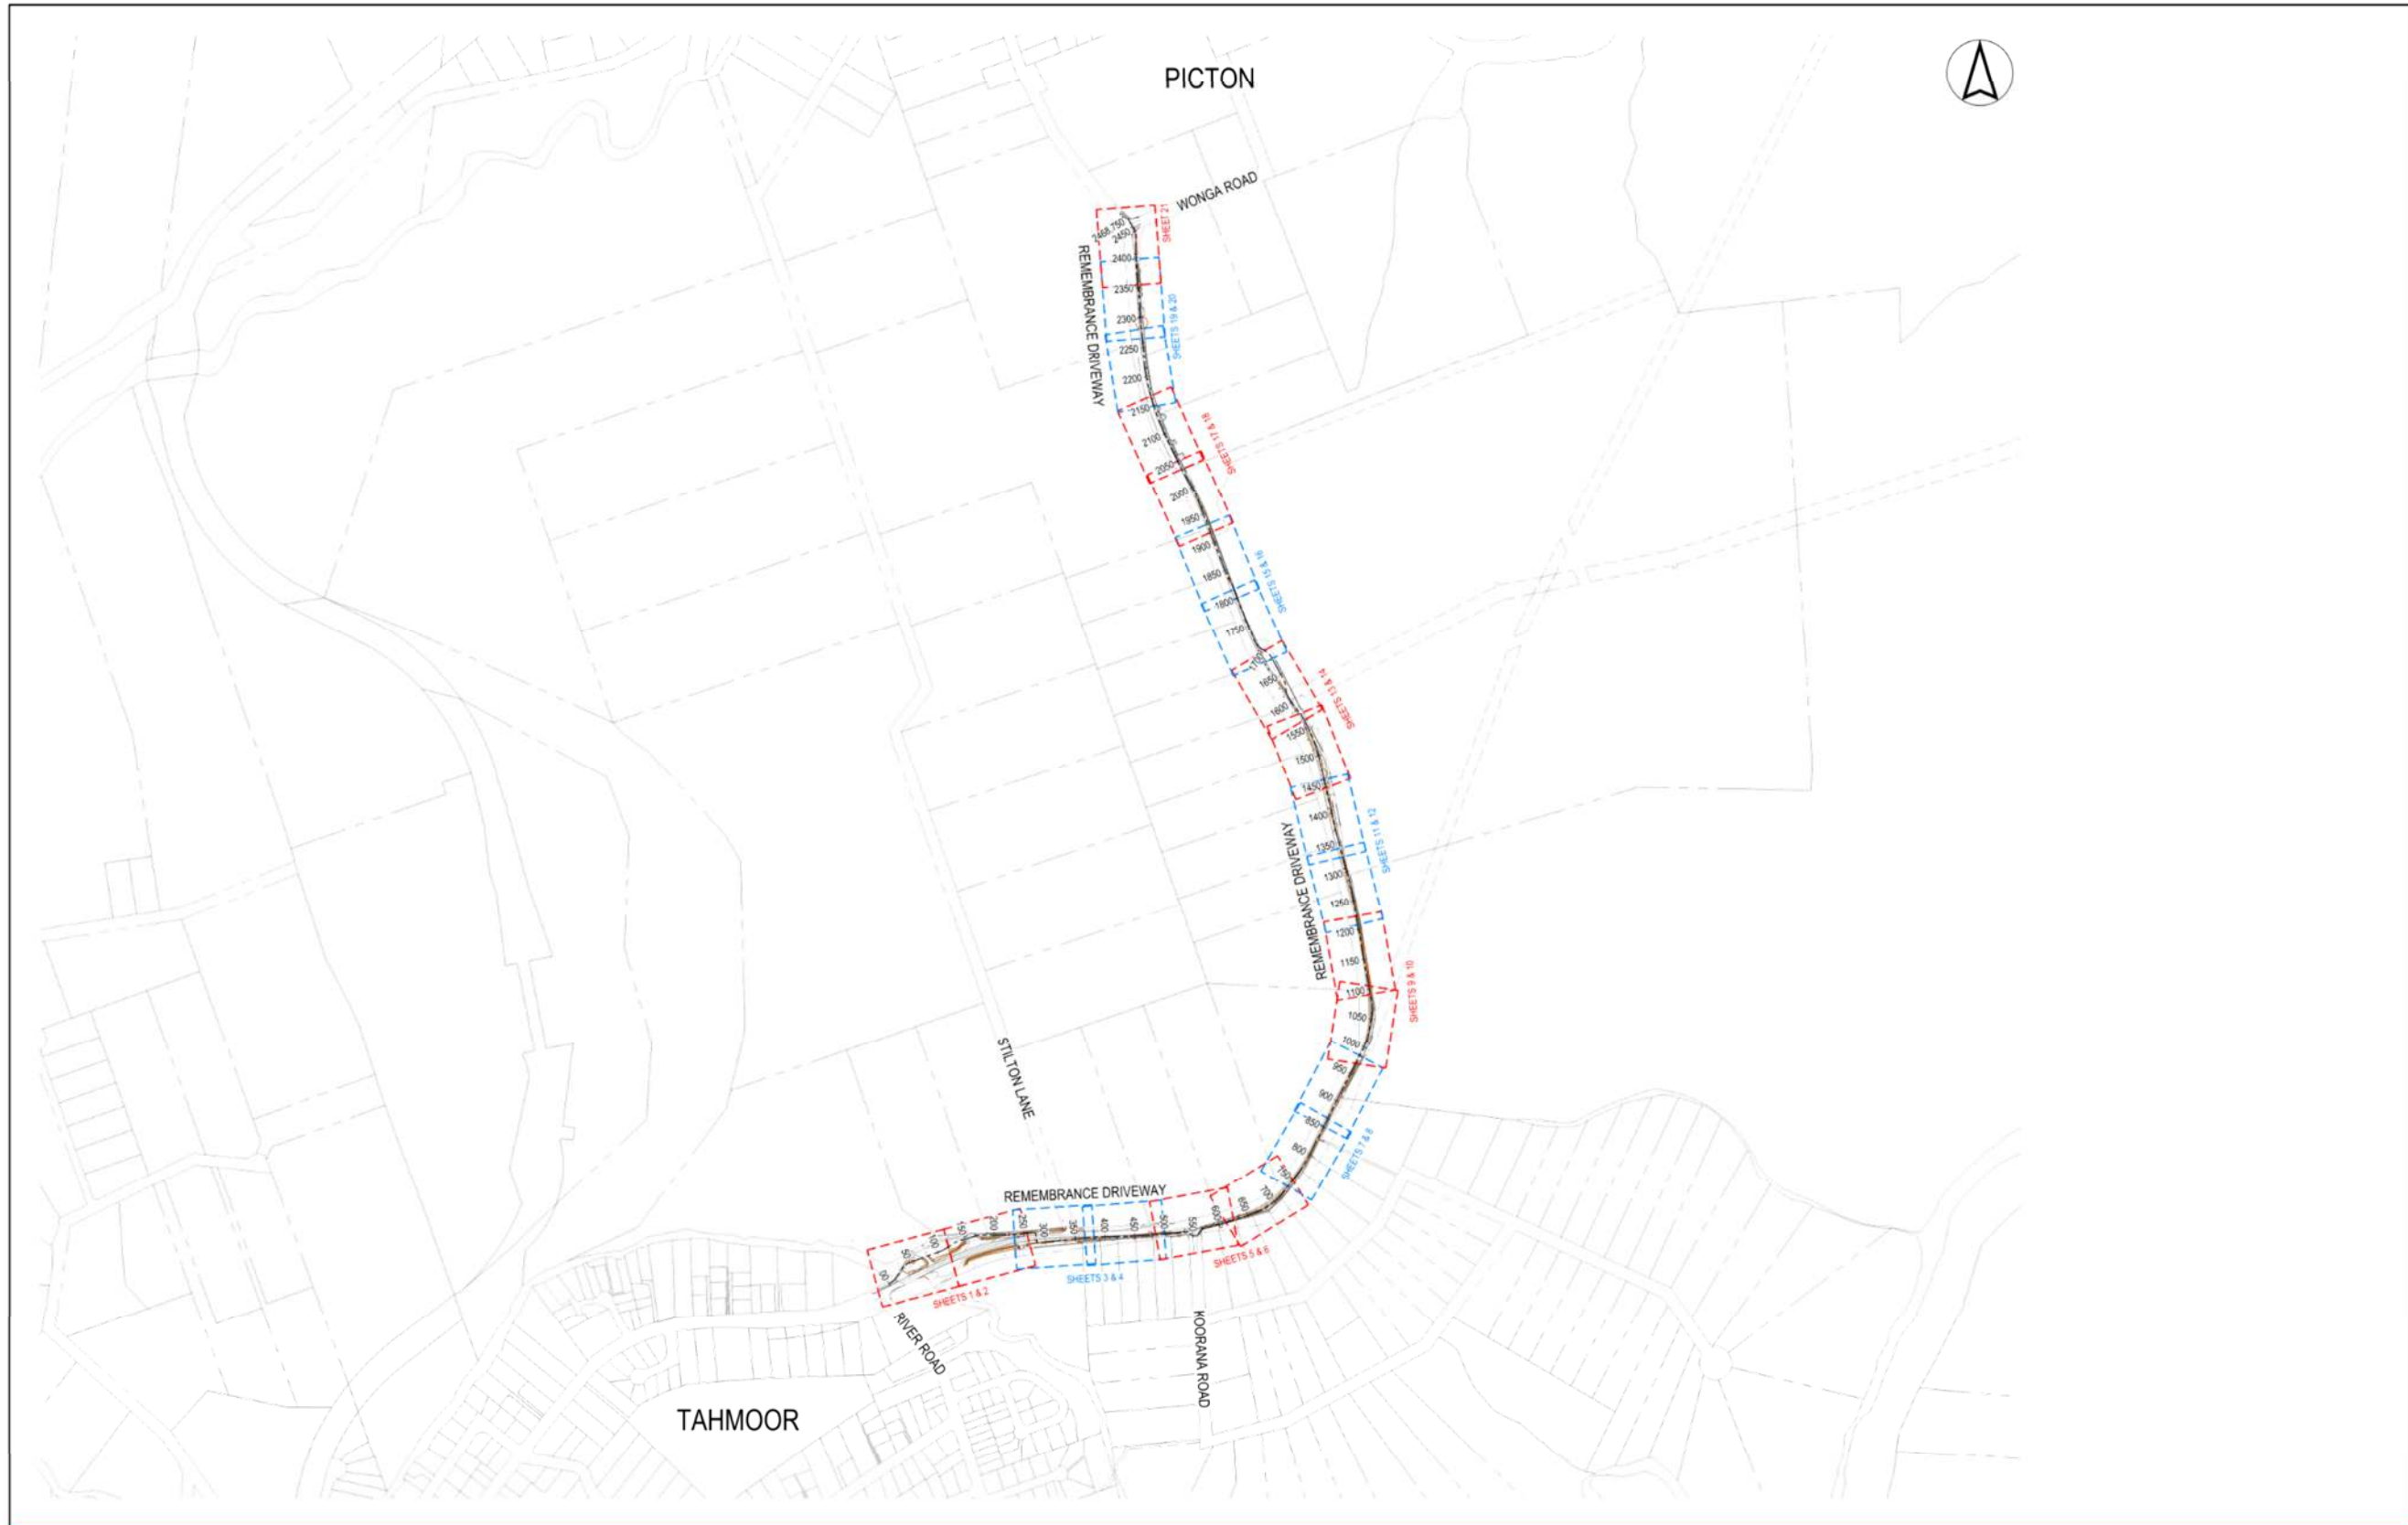 PICTON
WONGA ROAD
SHEET 21
2468.750
2450
2400
REMEMBRANCE DRIVEWAY
2350
SHEETS 19 & 20
2300
2250
2200
2150
SHEETS 17 & 18
2100
2050
2000
1950
1900
SHEETS 15 & 16
1850
1800
1750
1700
1650
SHEETS 13 & 14
1600
1550
1500
1450
1400
SHEETS 11 & 12
1350
REMEMBRANCE DRIVEWAY
1300
1250
1200
1150
SHEETS 9 & 10
1100
1050
1000
STILTON LANE
950
900
850
800
SHEETS 7 & 8
750
700
650
600
REMEMBRANCE DRIVEWAY
550
500
450
400
350
300
250
200
150
100
50
00
SHEETS 5 & 6
SHEETS 3 & 4
SHEETS 1 & 2
RIVER ROAD
KOORANA ROAD
TAHMOOR